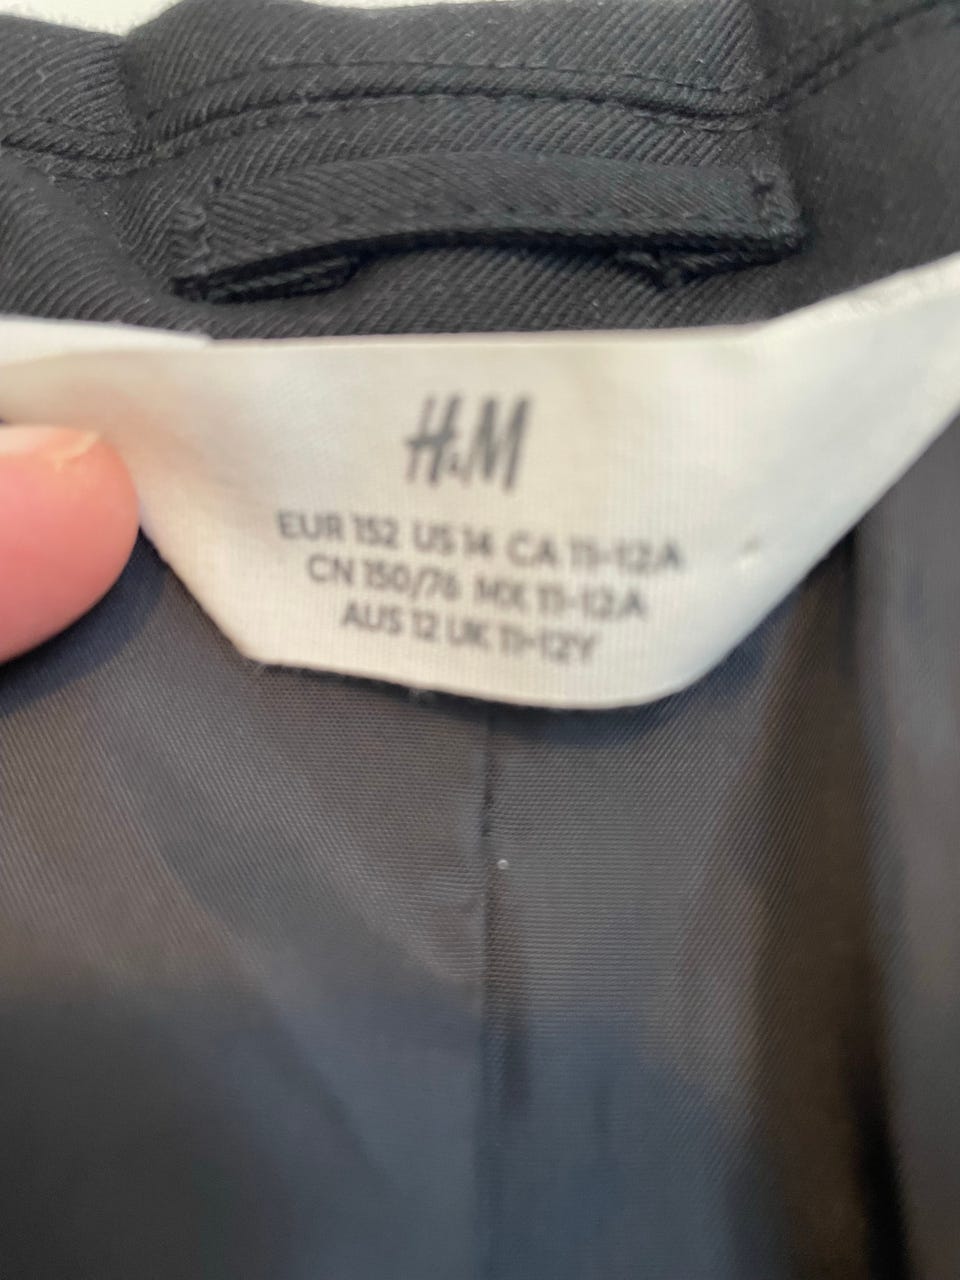 H&M
EUR 152 US 14 CA 11-12A
CN 150/76 MX 11-12A
AUS 12 UK 11-12Y